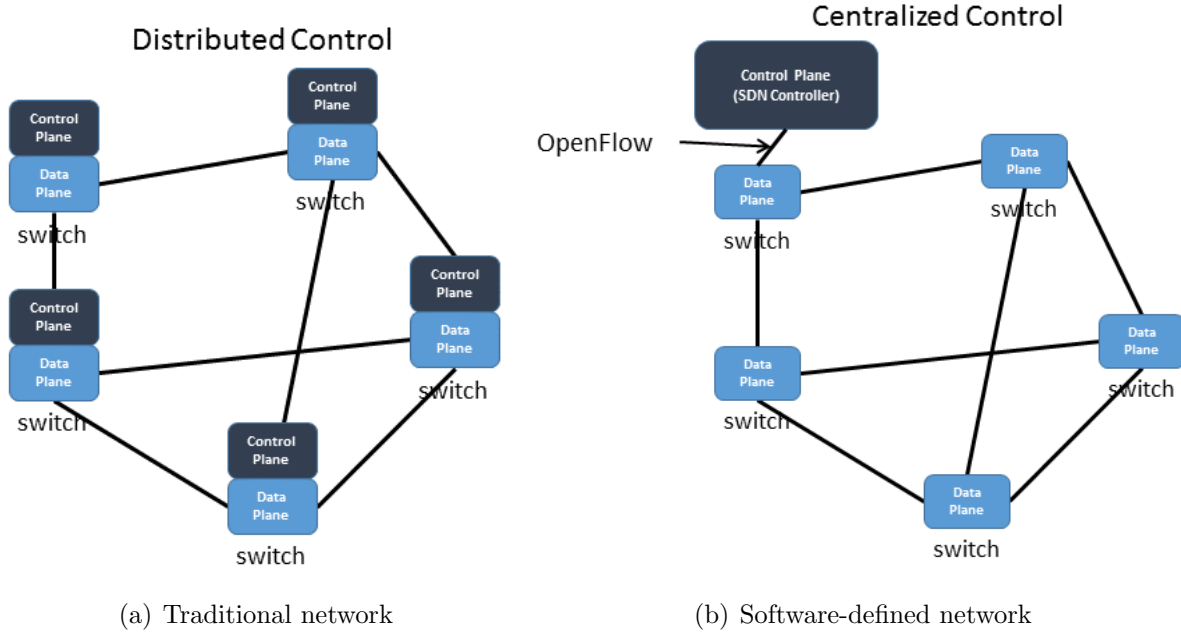 Distributed Control
Control
Plane
Data
Plane
switch
Control
Plane
Data
Plane
switch
Control
Plane
Data
Plane
switch
Control
Plane
Data
Plane
switch
Control
Plane
Data
Plane
switch
(a) Traditional network
Centralized Control
Control Plane
(SDN Controller)
OpenFlow
Data
Plane
switch
Data
Plane
switch
Data
Plane
switch
Data
Plane
switch
Data
Plane
switch
(b) Software-defined network